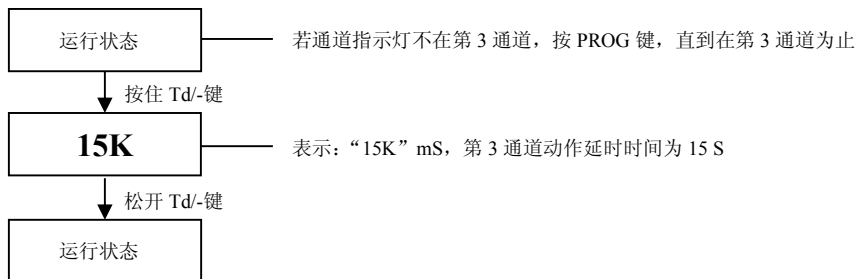 运行状态
若通道指示灯不在第 3 通道，按 PROG 键，直到在第 3 通道为止
按住 Td/-键
15K
表示：“15K”mS，第 3 通道动作延时时间为 15 S
松开 Td/-键
运行状态